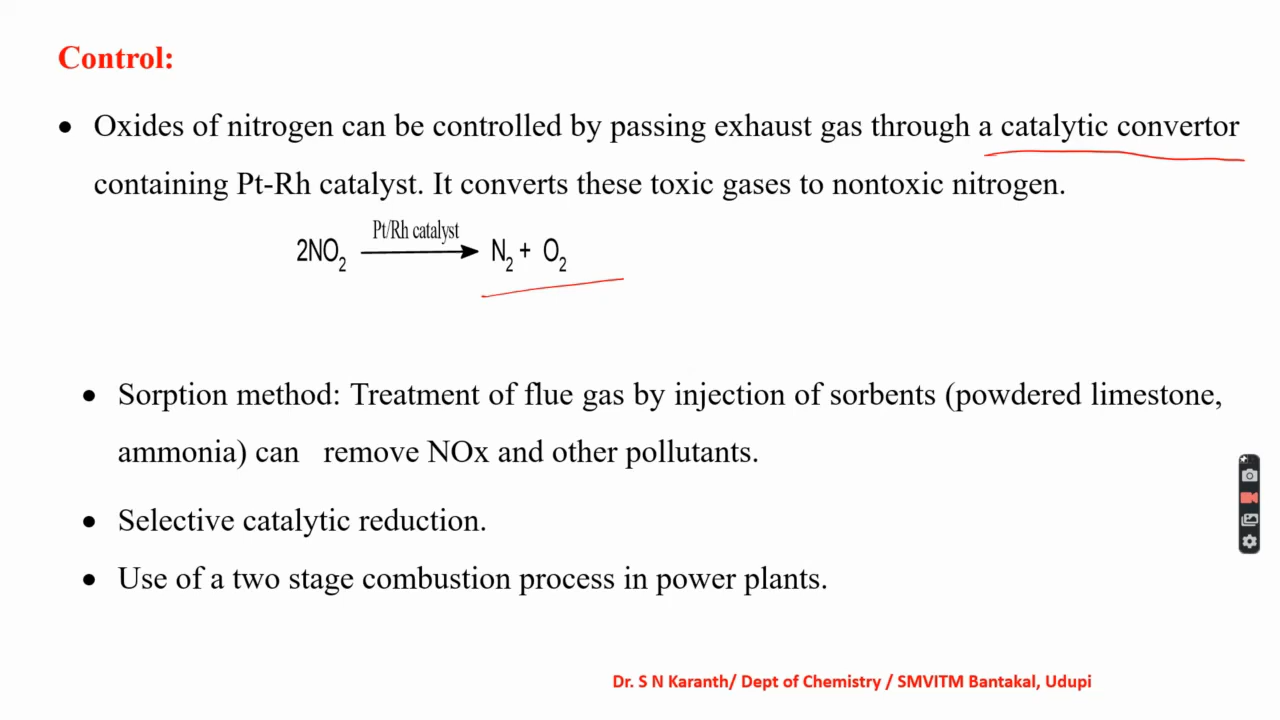 Control:
• Oxides of nitrogen can be controlled by passing exhaust gas through a catalytic convertor
containing Pt-Rh catalyst. It converts these toxic gases to nontoxic nitrogen.
Pt/Rh catalyst
2NO₂ → N₂ + O₂
• Sorption method: Treatment of flue gas by injection of sorbents (powdered limestone,
ammonia) can remove NOx and other pollutants.
• Selective catalytic reduction.
• Use of a two stage combustion process in power plants.
Dr. S N Karanth/ Dept of Chemistry / SMVITM Bantakal, Udupi